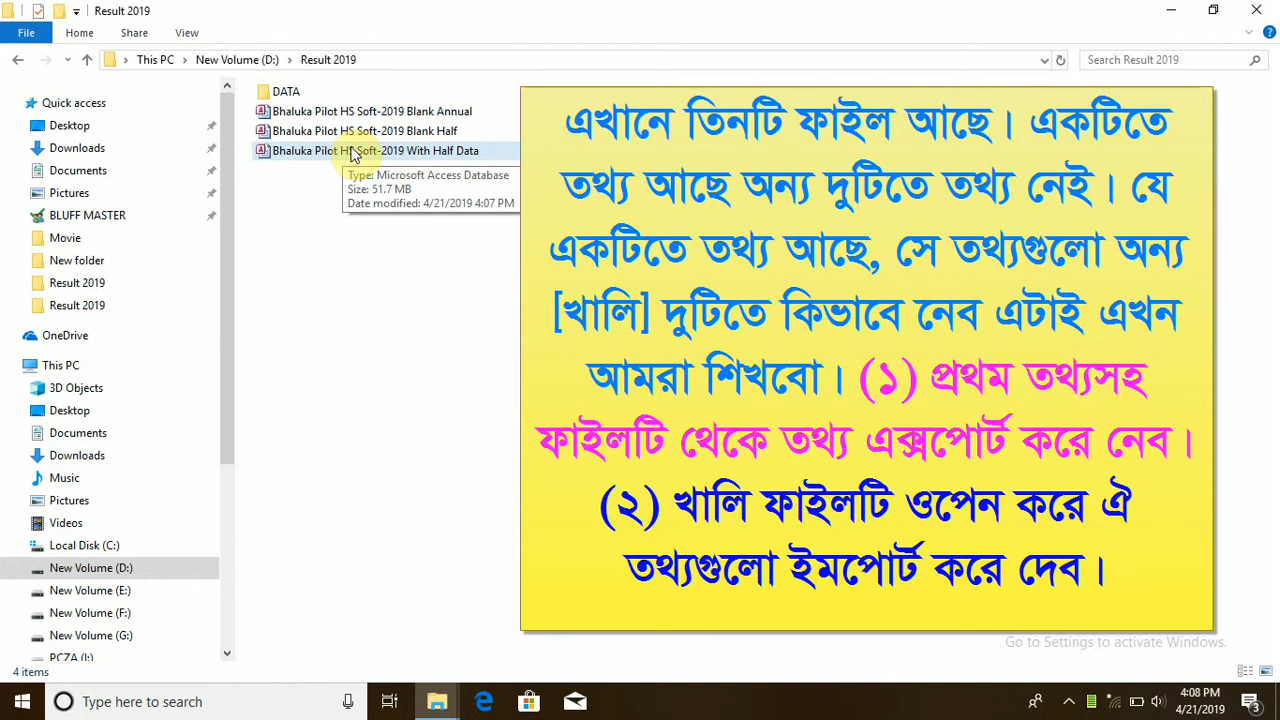 Result 2019
File
Home
Share
View
This PC
New Volume (D:)
Result 2019
Search Result 2019
Quick access
Desktop
Downloads
Documents
Pictures
BLUFF MASTER
Movie
New folder
Result 2019
Result 2019
OneDrive
This PC
3D Objects
Desktop
Documents
Downloads
Music
Pictures
Videos
Local Disk (C:)
New Volume (D:)
New Volume (E:)
New Volume (F:)
New Volume (G:)
PCZA (I:)
DATA
Bhaluka Pilot HS Soft-2019 Blank Annual
Bhaluka Pilot HS Soft-2019 Blank Half
Bhaluka Pilot HS Soft-2019 With Half Data
Type: Microsoft Access Database
Size: 51.7 MB
Date modified: 4/21/2019 4:07 PM
এখানে তিনটি ফাইল আছে। একটিতে
তথ্য আছে অন্য দুটিতে তথ্য নেই। যে
একটিতে তথ্য আছে, সে তথ্যগুলো অন্য
[খালি] দুটিতে কিভাবে নেব এটাই এখন
আমরা শিখবো। (১) প্রথম তথ্যসহ
ফাইলটি থেকে তথ্য এক্সপোর্ট করে নেব।
(২) খালি ফাইলটি ওপেন করে ঐ
তথ্যগুলো ইমপোর্ট করে দেব।
Go to Settings to activate Windows.
4 items
Type here to search
4:08 PM
4/21/2019
3